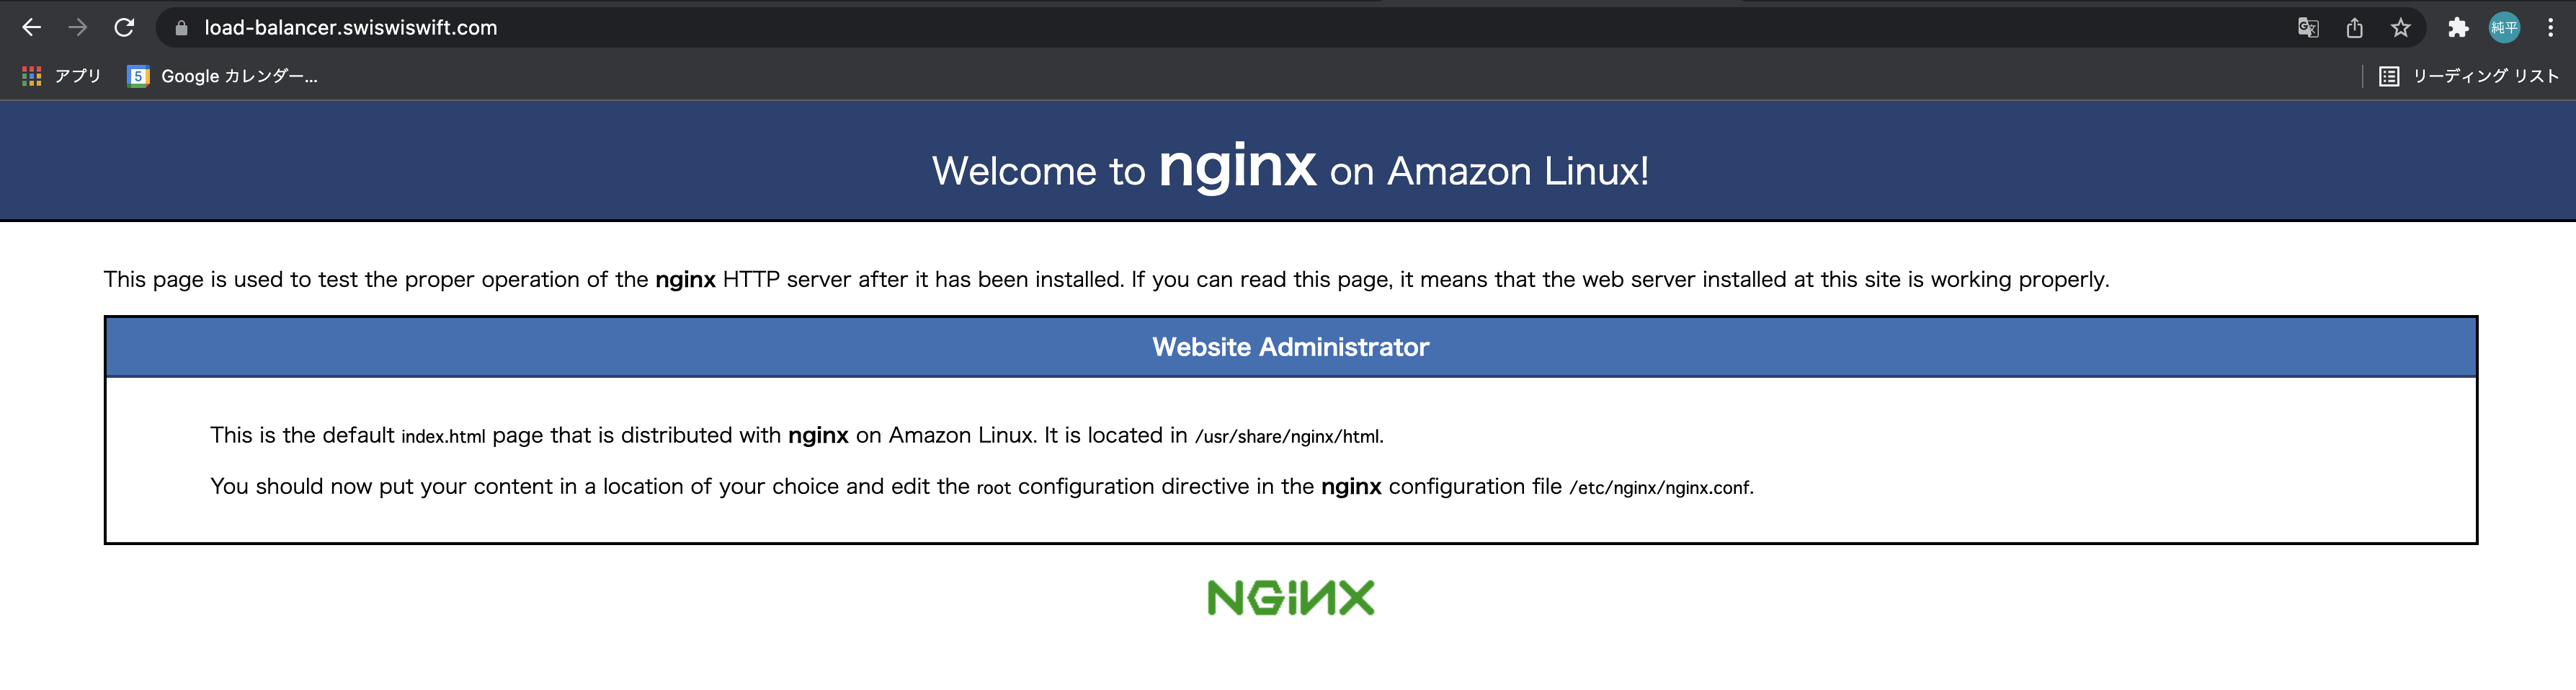 load-balancer.swiswiswift.com
純平
アプリ
5
Google カレンダー...
リーディング リスト
Welcome to nginx on Amazon Linux!
This page is used to test the proper operation of the nginx HTTP server after it has been installed. If you can read this page, it means that the web server installed at this site is working properly.
Website Administrator
This is the default index.html page that is distributed with nginx on Amazon Linux. It is located in /usr/share/nginx/html.
You should now put your content in a location of your choice and edit the root configuration directive in the nginx configuration file /etc/nginx/nginx.conf.
NGiNX